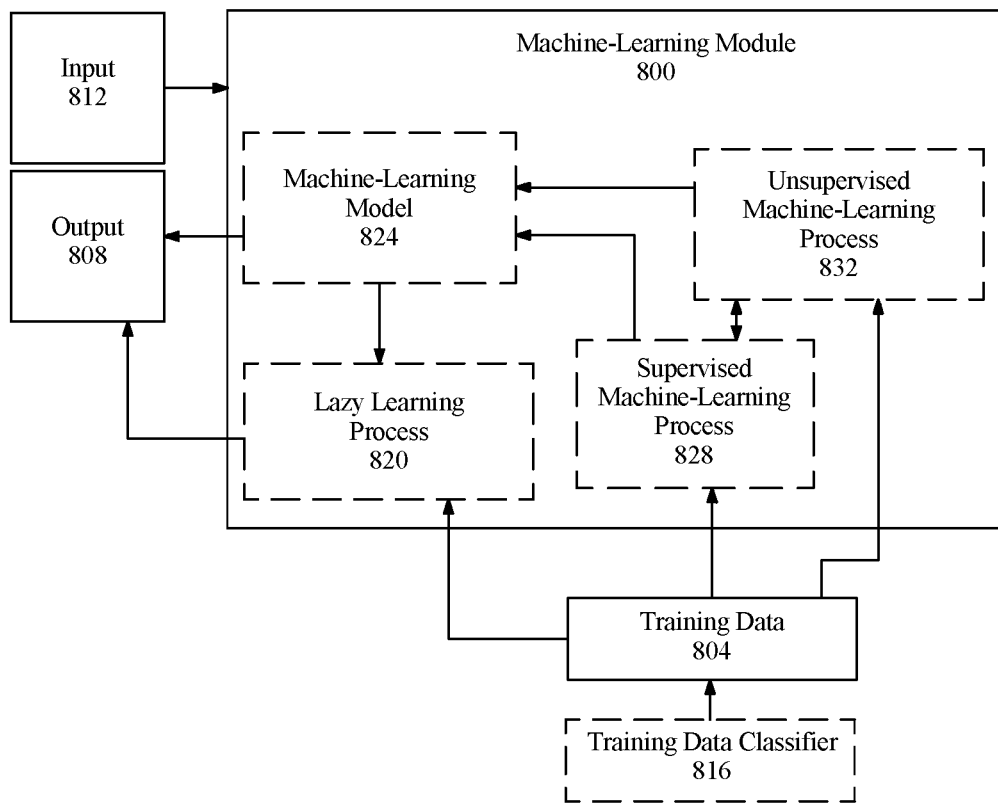 Machine-Learning Module
800
Input
812
Output
808
Machine-Learning
Model
824
Unsupervised
Machine-Learning
Process
832
Lazy Learning
Process
820
Supervised
Machine-Learning
Process
828
Training Data
804
Training Data Classifier
816